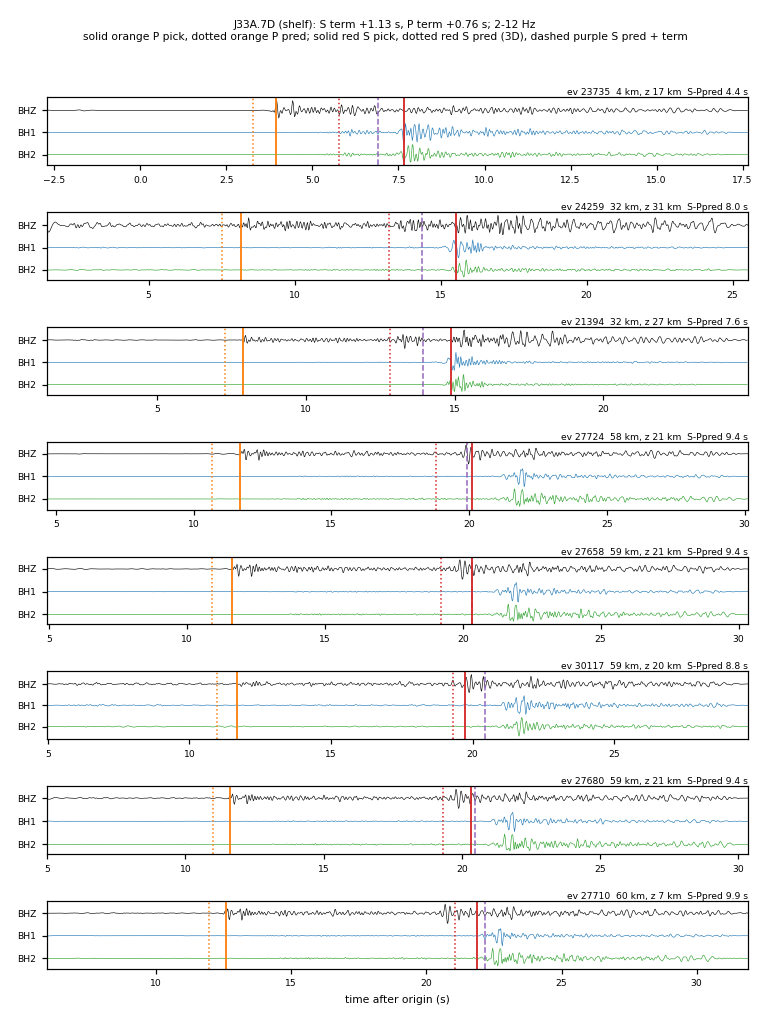 J33A.7D (shelf): S term +1.13 s, P term +0.76 s; 2-12 Hz
solid orange P pick, dotted orange P pred; solid red S pick, dotted red S pred (3D), dashed purple S pred + term
ev 23735  4 km, z 17 km  S-Ppred 4.4 s
BHZ
BH1
BH2
−2.5 0.0 2.5 5.0 7.5 10.0 12.5 15.0 17.5
ev 24259  32 km, z 31 km  S-Ppred 8.0 s
BHZ
BH1
BH2
5 10 15 20 25
ev 21394  32 km, z 27 km  S-Ppred 7.6 s
BHZ
BH1
BH2
5 10 15 20
ev 27724  58 km, z 21 km  S-Ppred 9.4 s
BHZ
BH1
BH2
5 10 15 20 25 30
ev 27658  59 km, z 21 km  S-Ppred 9.4 s
BHZ
BH1
BH2
5 10 15 20 25 30
ev 30117  59 km, z 20 km  S-Ppred 8.8 s
BHZ
BH1
BH2
5 10 15 20 25
ev 27680  59 km, z 21 km  S-Ppred 9.4 s
BHZ
BH1
BH2
5 10 15 20 25 30
ev 27710  60 km, z 7 km  S-Ppred 9.9 s
BHZ
BH1
BH2
10 15 20 25 30
time after origin (s)